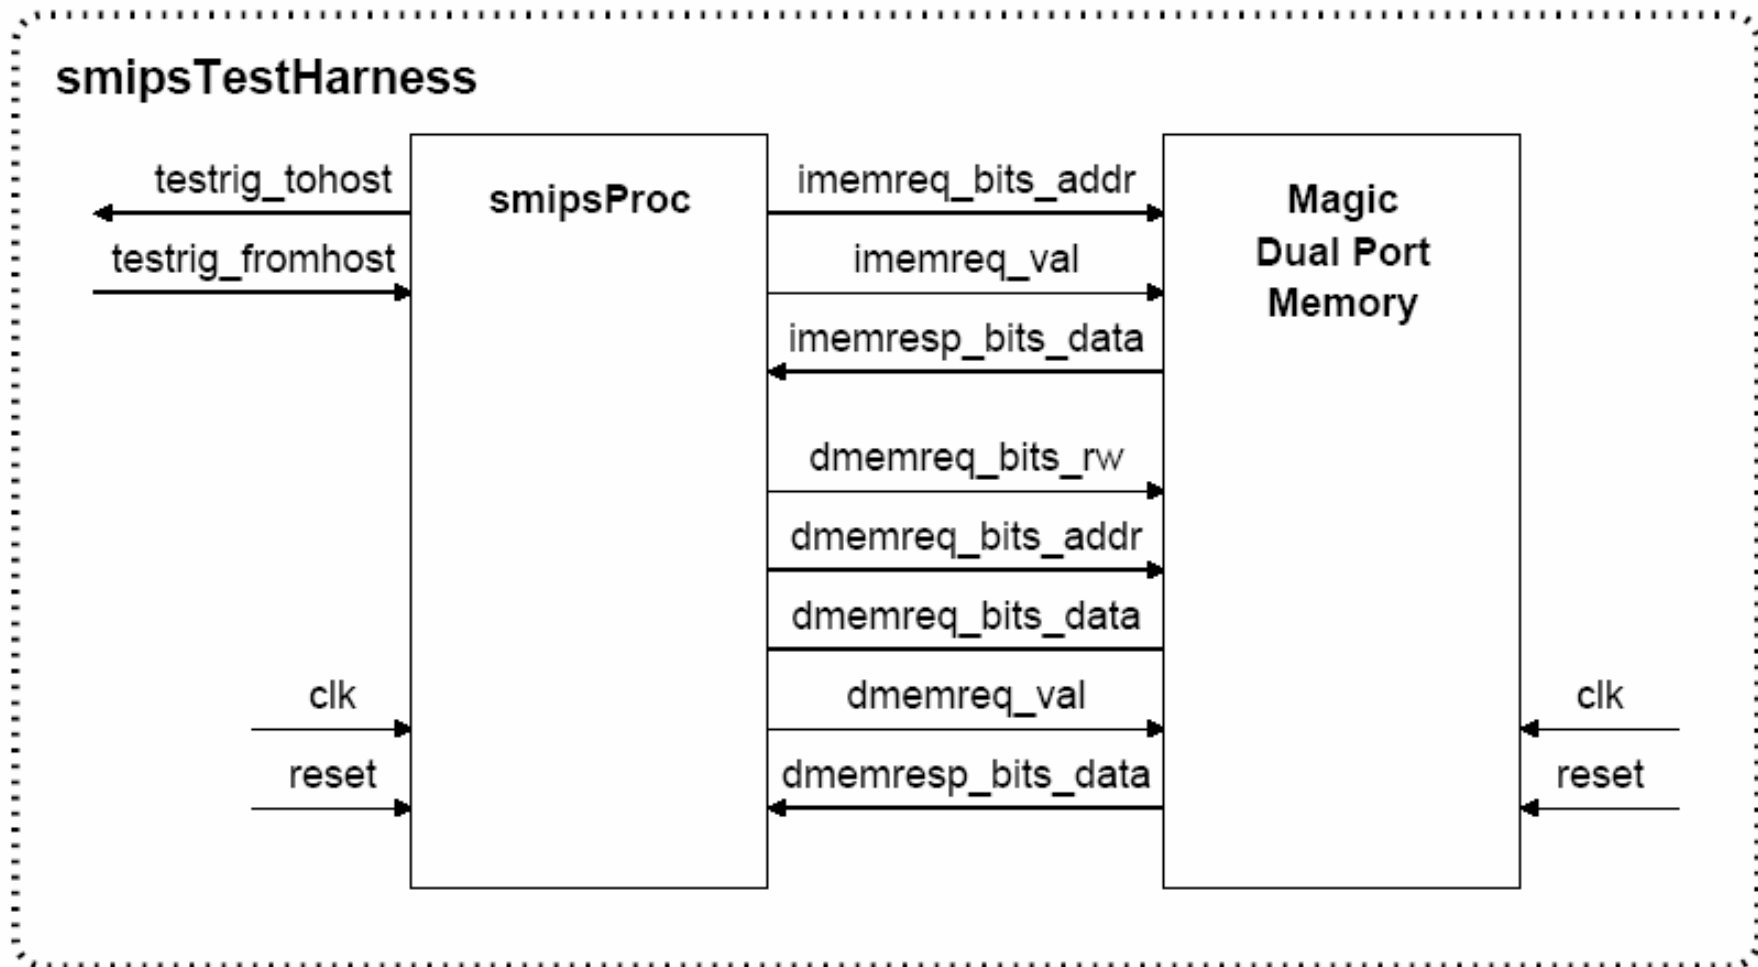 smipsTestHarness
testrig_tohost
testrig_fromhost
clk
reset
smipsProc
imemreq_bits_addr
imemreq_val
imemresp_bits_data
dmemreq_bits_rw
dmemreq_bits_addr
dmemreq_bits_data
dmemreq_val
dmemresp_bits_data
Magic
Dual Port
Memory
clk
reset